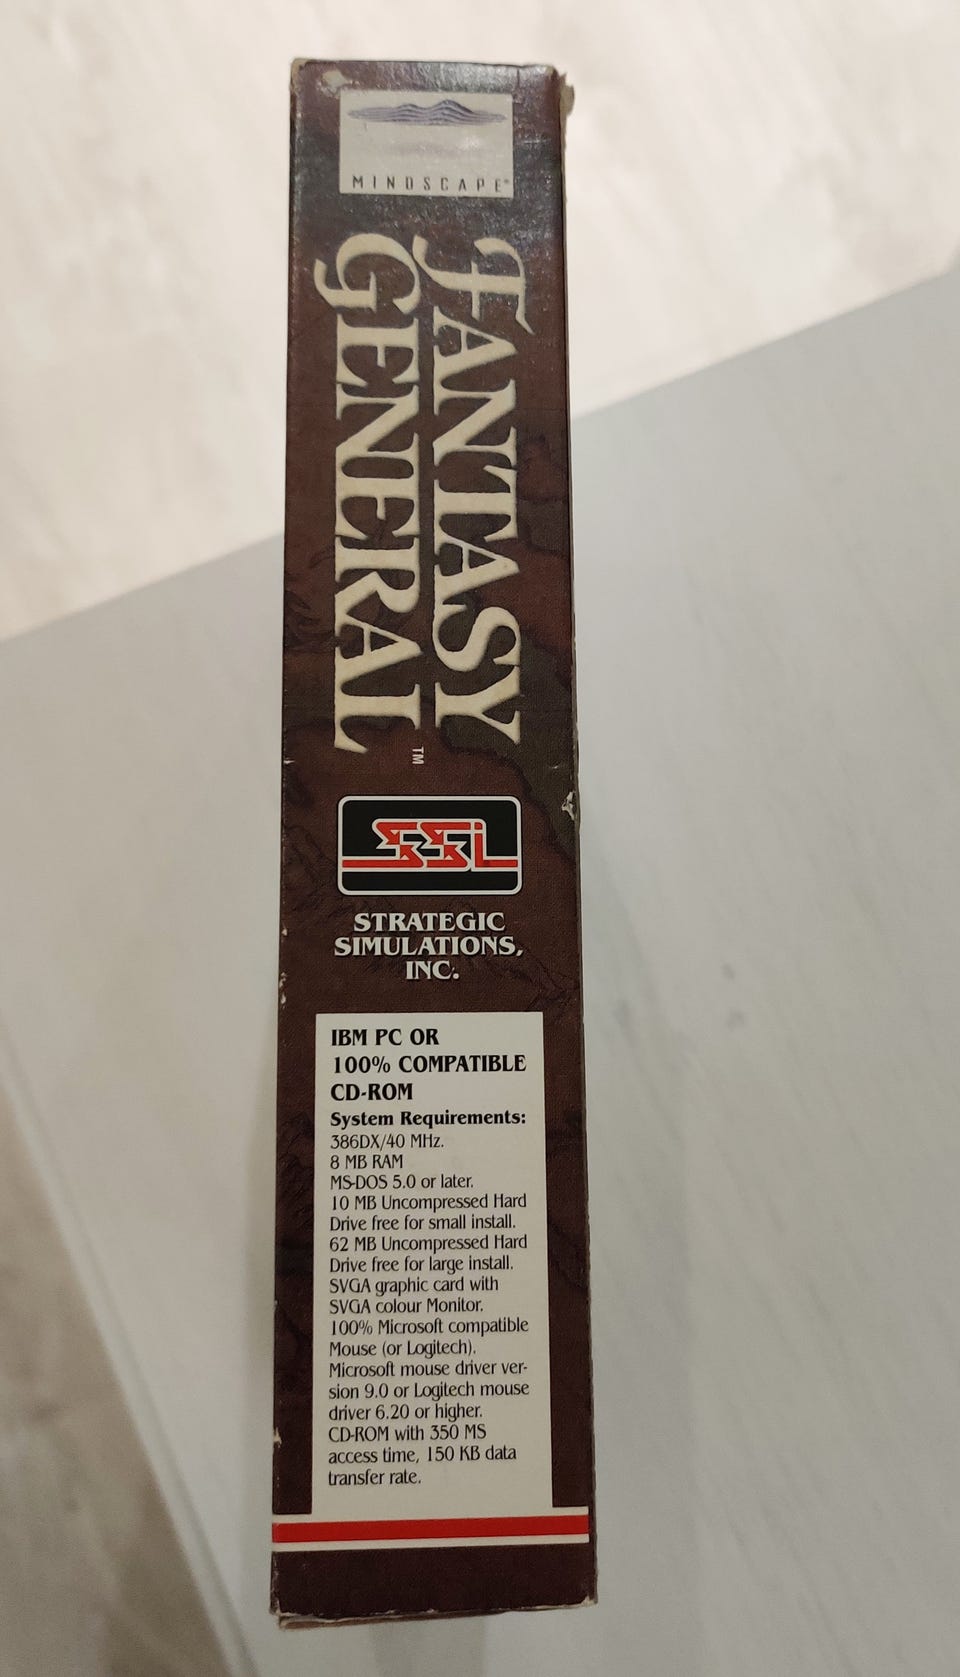 MINDSCAPE®
FANTASY
GENERAL™
SSI
STRATEGIC
SIMULATIONS,
INC.
IBM PC OR
100% COMPATIBLE
CD-ROM
System Requirements:
386DX/40 MHz.
8 MB RAM
MS-DOS 5.0 or later.
10 MB Uncompressed Hard
Drive free for small install.
62 MB Uncompressed Hard
Drive free for large install.
SVGA graphic card with
SVGA colour Monitor.
100% Microsoft compatible
Mouse (or Logitech).
Microsoft mouse driver ver-
sion 9.0 or Logitech mouse
driver 6.20 or higher.
CD-ROM with 350 MS
access time, 150 KB data
transfer rate.